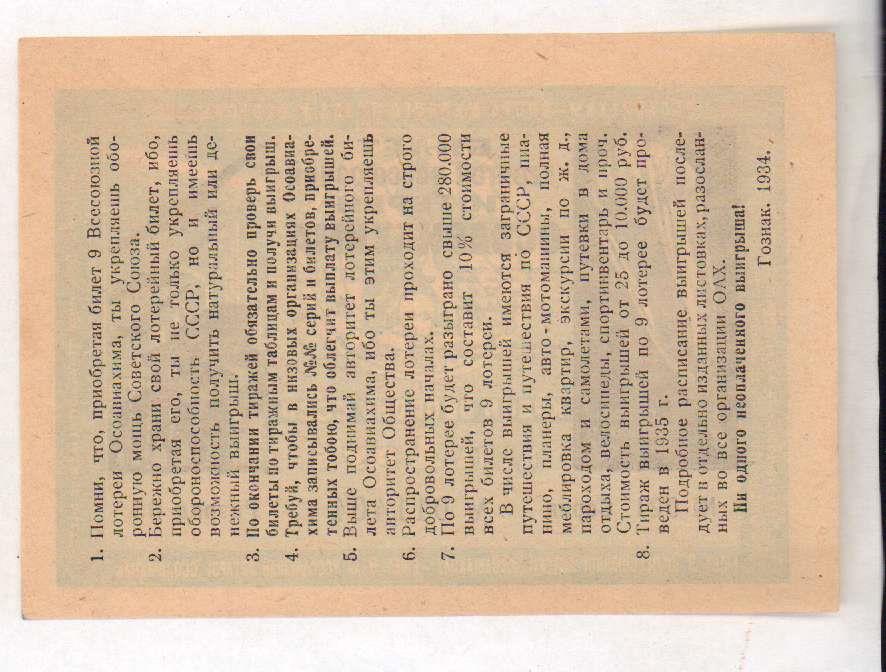 1. Помни, что, приобретая билет 9 Всесоюзной
лотереи Осоавиахима, ты укрепляешь обо-
ронную мощь Советского Союза.
2. Бережно храни свой лотерейный билет, ибо,
приобретая его, ты не только укрепляешь
обороноспособность СССР, но и имеешь
возможность получить натуральный или де-
нежный выигрыш.
3. По окончании тиражей обязательно проверь свои
билеты по тиражным таблицам и получи выигрыш.
4. Требуй, чтобы в низовых организациях Осоавиа-
хима записывались №№ серий и билетов, приобре-
тенных тобою, что облегчит выплату выигрышей.
5. Выше поднимай авторитет лотерейного би-
лета Осоавиахима, ибо ты этим укрепляешь
авторитет Общества.
6. Распространение лотереи проходит на строго
добровольных началах.
7. По 9 лотерее будет разыграно свыше 280.000
выигрышей, что составит 10% стоимости
всех билетов 9 лотереи.
В числе выигрышей имеются заграничные
путешествия и путешествия по СССР, пиа-
нино, планеры, авто-мотомашины, полная
меблировка квартир, экскурсии по ж. д.,
пароходом и самолетами, путевки в дома
отдыха, велосипеды, спортинвентарь и проч.
Стоимость выигрышей от 25 до 10.000 руб.
8. Тираж выигрышей по 9 лотерее будет про-
веден в 1935 г.
Подробное расписание выигрышей после-
дует в отдельно изданных листовках, разослан-
ных во все организации ОАХ.
Ни одного неоплаченного выигрыша!
Гознак. 1934.